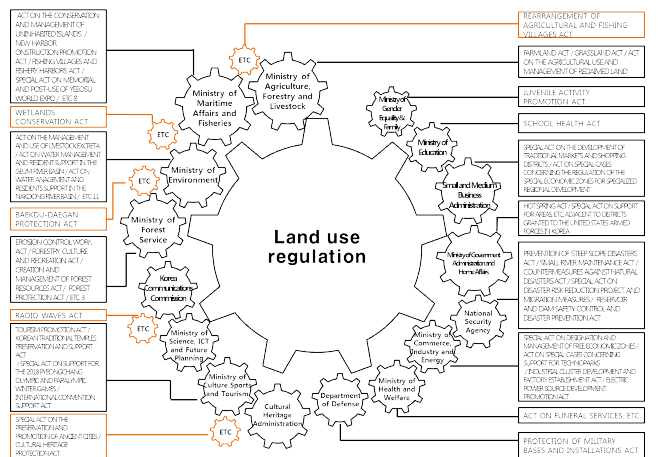 ACT ON THE CONSERVATION
AND MANAGEMENT OF
UNINHABITED ISLANDS /
NEW HARBOR
ONSTRUCTION PROMOTION
ACT / FISHING VILLAGES AND
FISHERY HARBORS ACT /
SPECIAL ACT ON MEMORIAL
AND POST-USE OF YEOSU
WORLD EXPO / ETC 8
WETLANDS
CONSERVATION ACT
ACT ON THE MANAGEMENT
AND USE OF LIVESTOCK EXCRETA
/ ACT ON WATER MANAGEMENT
AND RESIDENT SUPPORT IN THE
GEUM RIVER BASIN / ACT ON
WATER ANAGEMENT AND
RESIDENTS SUPPORT IN THE
NAKDONG RIVER BASIN / ETC 11
BAEKDU-DAEGAN
PROTECTION ACT
EROSION CONTROL WORK
ACT / FORESTRY CULTURE
AND RECREATION ACT /
CREATION AND
MANAGEMENT OF FOREST
RESOURCES ACT / FOREST
PROTECTION ACT / ETC 3
RADIO WAVES ACT
TOURISM PROMOTION ACT /
KOREAN TRADITIONAL TEMPLES
PRESERVATION AND SUPPORT
ACT
/ SPECIAL ACT ON SUPPORT FOR
THE 2018 PYEONGCHANG
OLYMPIC AND PARALYMPIC
WINTER GAMES /
INTERNATIONAL CONVENTION
SUPPORT ACT
SPECIAL ACT ON THE
PRESERVATION AND
PROMOTION OF ANCIENT CITIES /
CULTURAL HERITAGE
PROTECTION ACT
ETC
ETC
ETC
ETC
ETC
Ministry of
Maritime
Affairs and
Fisheries
Ministry of
Agriculture,
Forestry and
Livestock
Ministry of
Environment
Ministry of
Forest
Service
Korea
Communications
Commission
Ministry of
Science, ICT
and Future
Planning
Ministry of
Culture Sports
and Tourism
Cultural
Heritage
Administration
Department
of Defense
Ministry of
Health and
Welfare
Ministry of
Commerce,
Industry and
Energy
National
Security
Agency
Ministry of Government
Administration and
Home Affairs
Small and Medium
Business
Administration
Ministry of
Education
Ministry of
Gender
Equality &
Family
Land use
regulation
REARRANGEMENT OF
AGRICULTURAL AND FISHING
VILLAGES ACT
FARMLAND ACT / GRASSLAND ACT / ACT
ON THE AGRICULTURAL USE AND
MANAGEMENT OF REDAIMED LAND
JUVENILE ACTIVITY
PROMOTION ACT
SCHOOL HEALTH ACT
SPECIAL ACT ON THE DEVELOPMENT OF
TRADITIONAL MARKETS AND SHOPPING
DISTRICTS / ACT ON SPECIAL CASES
CONCERNING THE REGULATION OF THE
SPECIAL ECONOMIC ZONES FOR SPECIALIZED
REGIONAL DEVELOPMENT
HOT SPRING ACT / SPECIAL ACT ON SUPPORT
FOR AREAS, ETC. ADJACENT TO DISTRICTS
GRANTED TO THE UNITED STATES ARMED
FORCES IN KOREA
PREVENTION OF STEEP SLOPE DISASTERS
ACT / SMALL RIVER MAINTENANCE ACT /
COUNTERMEASURES AGAINST NATURAL
DISASTERS ACT / SPECIAL ACT ON
DISASTER RISK REDUCTION PROJECT AND
MIGRATION MEASURES / RESERVOIR
AND DAM SAFETY CONTROL AND
DISASTER PREVENTION ACT
SPECIAL ACT ON DESIGNATION AND
MANAGEMENT OF FREE ECONOMIC ZONES /
ACT ON SPECIAL CASES CONCERNING
SUPPORT FOR TECHNOPARKS
/ INDUSTRIAL CLUSTER DEVELOPMENT AND
FACTORY ESTABLISHMENT ACT / ELECTRIC
POWER SOURCE DEVELOPMENT
PROMOTION ACT
ACT ON FUNERAL SERVICES, ETC.
PROTECTION OF MILITARY
BASES AND INSTALLATIONS ACT